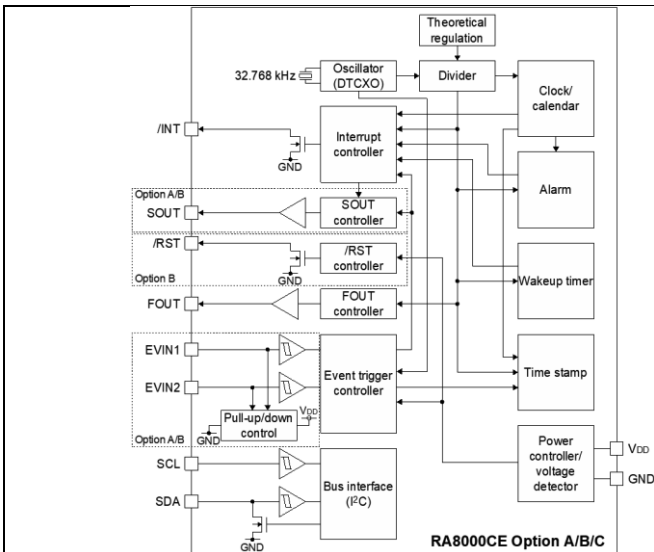 Theoretical
regulation
32.768 kHz
Oscillator
(DTCXO)
Divider
Clock/
calendar
/INT
Interrupt
controller
GND
Alarm
Option A/B
SOUT
SOUT
controller
/RST
/RST
controller
GND
Option B
Wakeup timer
FOUT
FOUT
controller
EVIN1
EVIN2
Event trigger
controller
Time stamp
Pull-up/down
control
VDD
GND
Option A/B
Power
controller/
voltage
detector
VDD
GND
SCL
SDA
Bus interface
(I²C)
GND
RA8000CE Option A/B/C